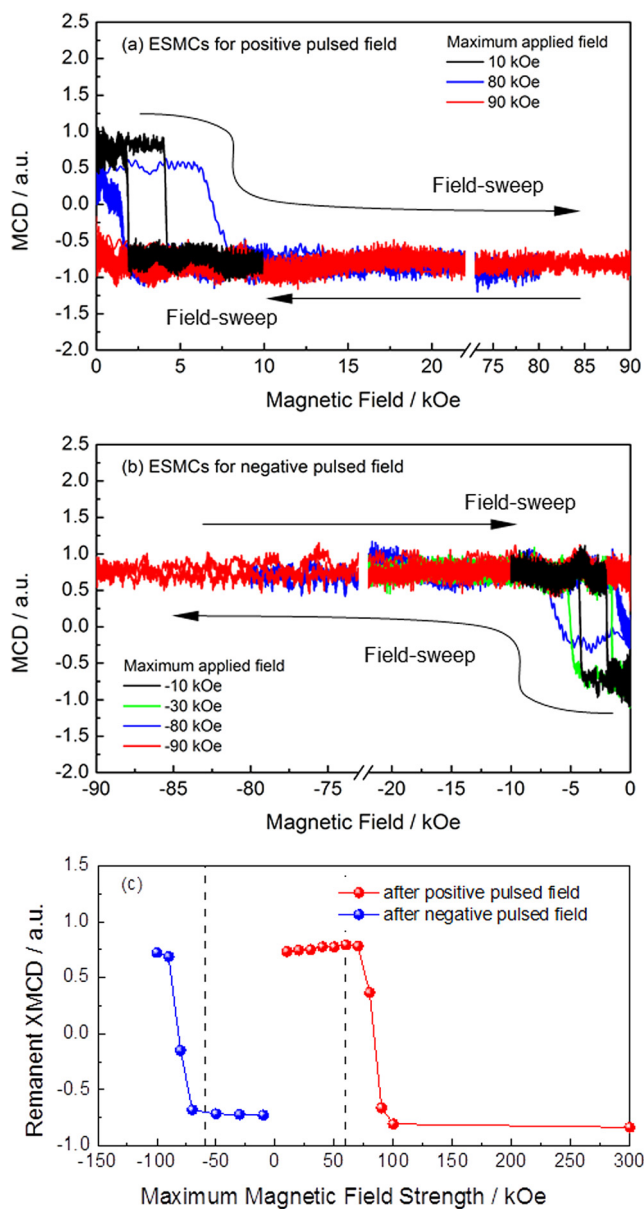 (a) ESMCs for positive pulsed field
Maximum applied field
10 kOe
80 kOe
90 kOe
2.5
2.0
1.5
1.0
0.5
0.0
-0.5
-1.0
-1.5
-2.0
MCD / a.u.
Field-sweep
Field-sweep
0 5 10 15 20 75 80 85 90
Magnetic Field / kOe
(b) ESMCs for negative pulsed field
2.5
2.0
1.5
1.0
0.5
0.0
-0.5
-1.0
-1.5
-2.0
MCD / a.u.
Field-sweep
Field-sweep
Maximum applied field
-10 kOe
-30 kOe
-80 kOe
-90 kOe
-90 -85 -80 -75 -20 -15 -10 -5 0
Magnetic Field / kOe
(c)
after positive pulsed field
after negative pulsed field
1.5
1.0
0.5
0.0
-0.5
-1.0
Remanent XMCD / a.u.
-150 -100 -50 0 50 100 150 200 250 300
Maximum Magnetic Field Strength / kOe